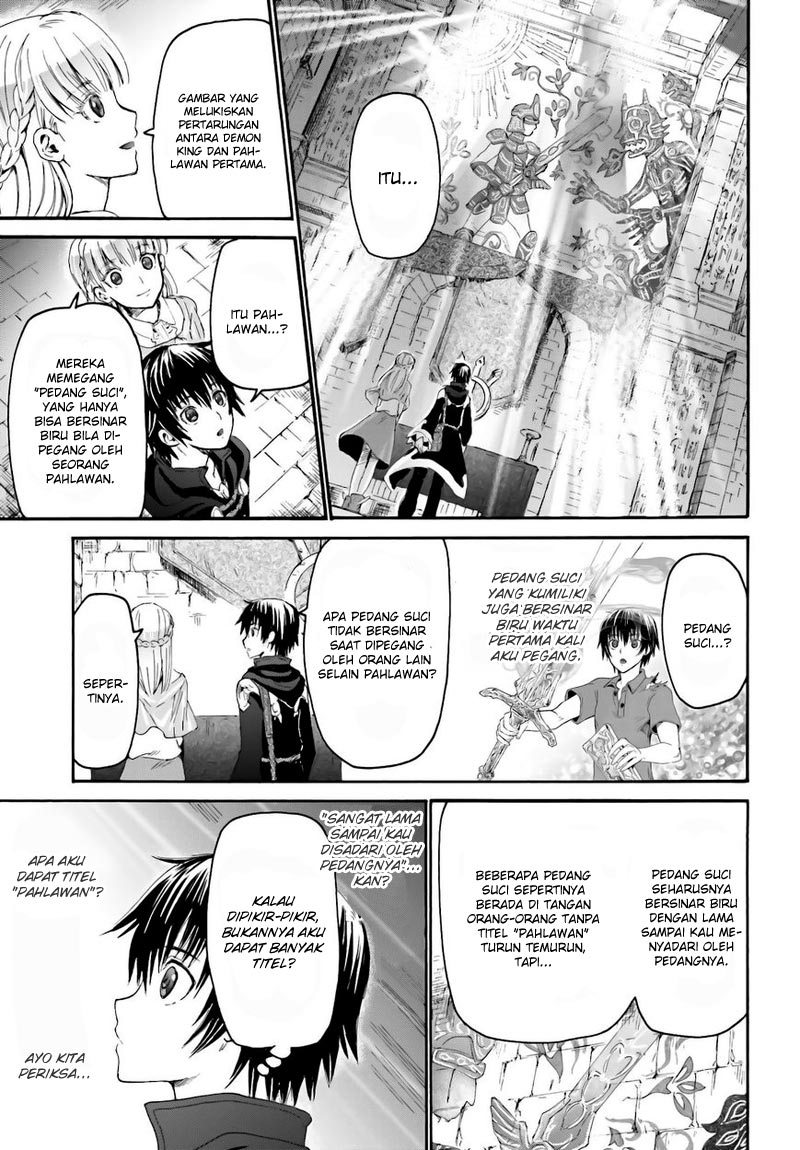 ITU...
GAMBAR YANG
MELUKISKAN
PERTARUNGAN
ANTARA DEMON
KING DAN PAH-
LAWAN PERTAMA.
ITU PAH-
LAWAN...?
MEREKA
MEMEGANG
"PEDANG SUCI",
YANG HANYA
BISA BERSINAR
BIRU BILA DI-
PEGANG OLEH
SEORANG
PAHLAWAN.
PEDANG
SUCI...?
PEDANG SUCI
YANG KUMILIKI
JUGA BERSINAR
BIRU WAKTU
PERTAMA KALI
AKU PEGANG.
APA PEDANG SUCI
TIDAK BERSINAR
SAAT DIPEGANG
OLEH ORANG LAIN
SELAIN PAHLAWAN?
SEPER-
TINYA.
PEDANG SUCI
SEHARUSNYA
BERSINAR BIRU
DENGAN LAMA
SAMPAI KAU ME-
NYADARI OLEH
PEDANGNYA.
BEBERAPA PEDANG
SUCI SEPERTINYA
BERADA DI TANGAN
ORANG-ORANG TANPA
TITEL "PAHLAWAN"
TURUN TEMURUN,
TAPI...
"SANGAT LAMA
SAMPAI KAU
DISADARI OLEH
PEDANGNYA"...
KAN?
KALAU
DIPIKIR-PIKIR,
BUKANNYA AKU
DAPAT BANYAK
TITEL?
APA AKU
DAPAT TITEL
"PAHLAWAN"?
AYO KITA
PERIKSA...